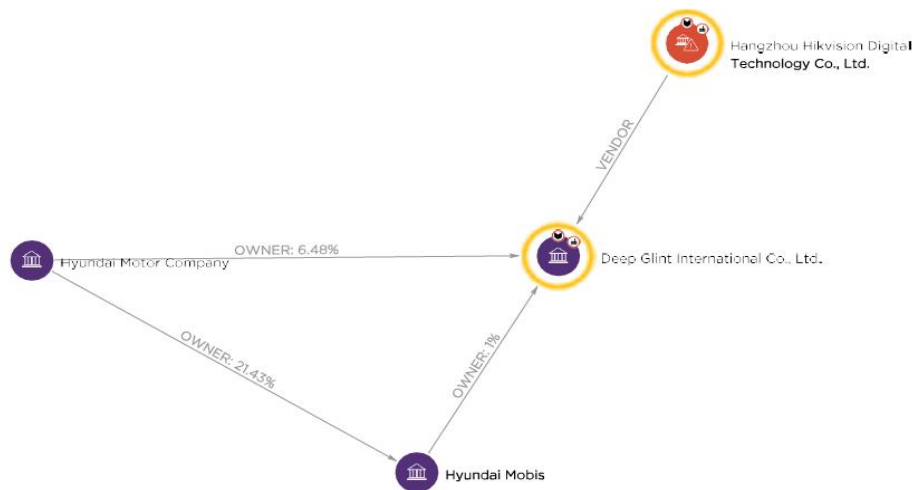 Hangzhou Hikvision Digital
Technology Co., Ltd.
VENDOR
OWNER: 6.48%
Hyundai Motor Company
Deep Glint International Co., Ltd.
OWNER: 21.43%
OWNER: 1%
Hyundai Mobis